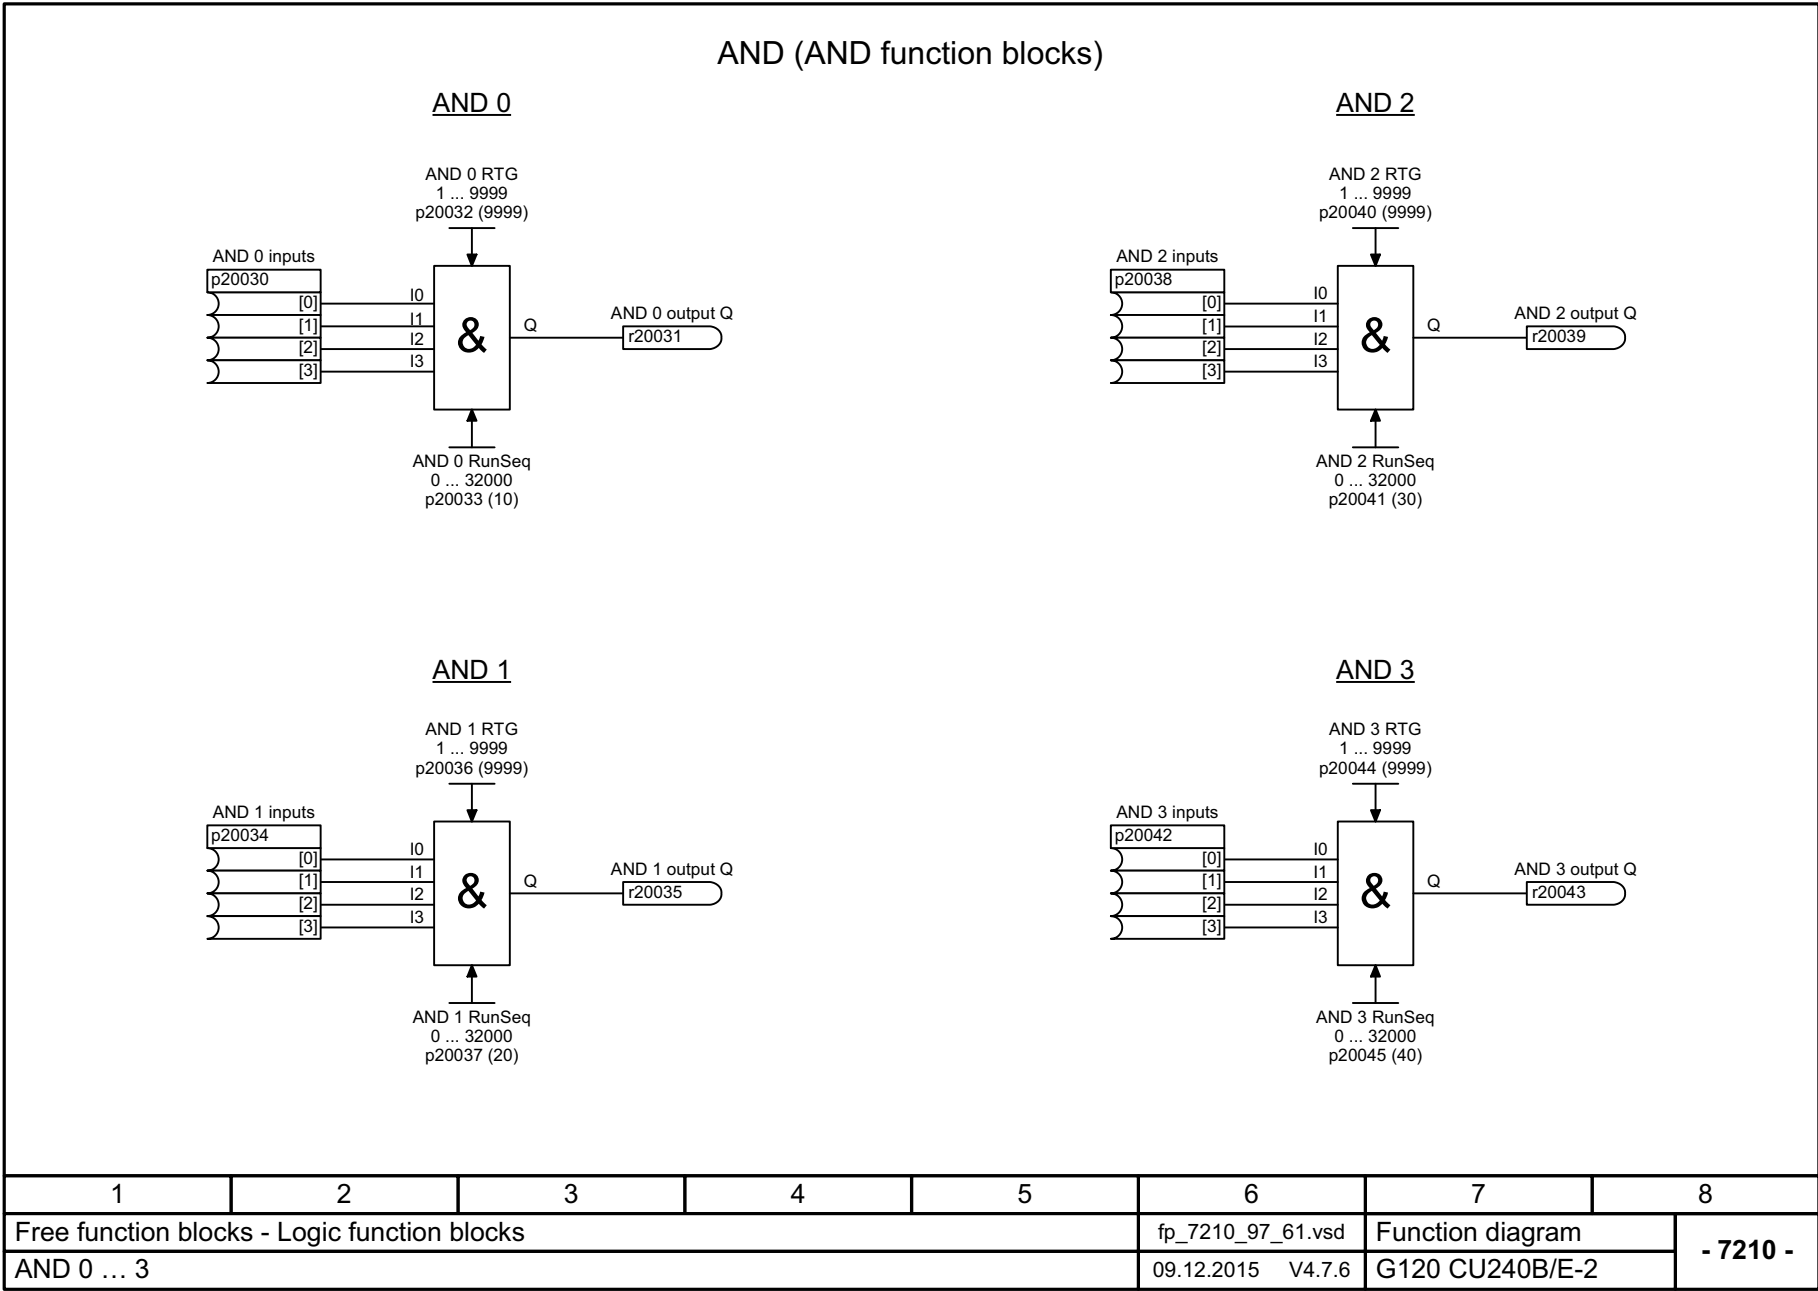 AND (AND function blocks)
AND 0
AND 0 RTG
1 ... 9999
p20032 (9999)
AND 0 inputs
p20030
[0]
[1]
[2]
[3]
I0
I1
I2
I3
&
Q
AND 0 output Q
r20031
AND 0 RunSeq
0 ... 32000
p20033 (10)
AND 2
AND 2 RTG
1 ... 9999
p20040 (9999)
AND 2 inputs
p20038
[0]
[1]
[2]
[3]
I0
I1
I2
I3
&
Q
AND 2 output Q
r20039
AND 2 RunSeq
0 ... 32000
p20041 (30)
AND 1
AND 1 RTG
1 ... 9999
p20036 (9999)
AND 1 inputs
p20034
[0]
[1]
[2]
[3]
I0
I1
I2
I3
&
Q
AND 1 output Q
r20035
AND 1 RunSeq
0 ... 32000
p20037 (20)
AND 3
AND 3 RTG
1 ... 9999
p20044 (9999)
AND 3 inputs
p20042
[0]
[1]
[2]
[3]
I0
I1
I2
I3
&
Q
AND 3 output Q
r20043
AND 3 RunSeq
0 ... 32000
p20045 (40)
1 2 3 4 5 6 7 8
Free function blocks - Logic function blocks
fp_7210_97_61.vsd
Function diagram
- 7210 -
AND 0 … 3
09.12.2015 V4.7.6
G120 CU240B/E-2